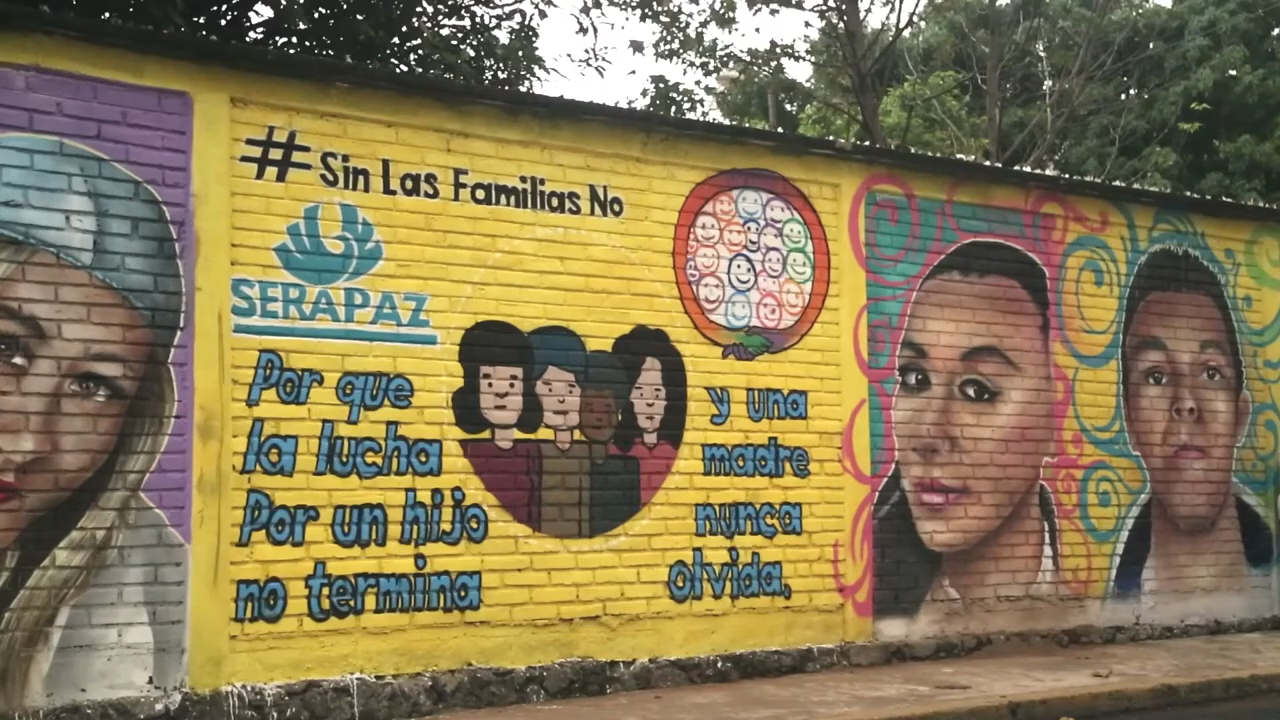 #Sin Las Familias No
SERAPAZ
Por que
la lucha
Por un hijo
no termina
y una
madre
nunca
olvida.